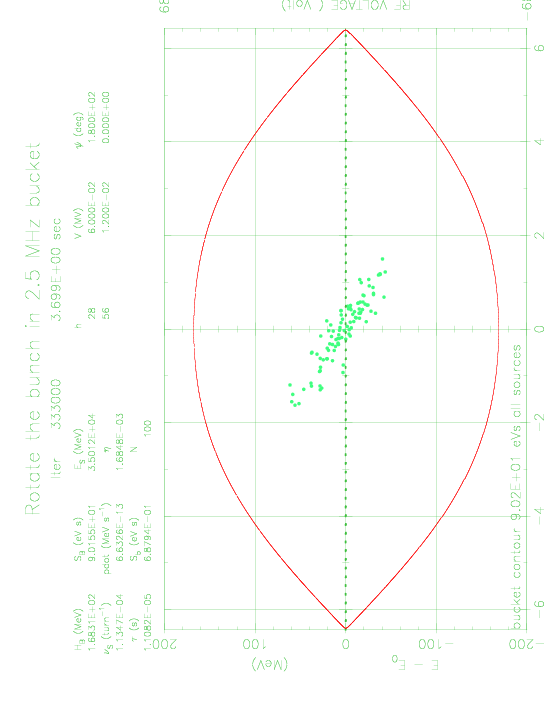 Rotate the bunch in 2.5 MHz bucket
Iter 333000 3.699E+00 sec
H_B (MeV) S_B (eV s) E_S (MeV) h V (MV) ψ (deg)
1.6831E+02 9.0155E+01 3.5012E+04 28 6.000E-02 1.800E+02
ν_S (turn⁻¹) pdot (MeV s⁻¹) η 56 1.200E-02 0.000E+00
1.1347E-04 6.6326E-13 1.6848E-03
τ (s) S_b (eV s) N
1.1082E-05 6.8794E-01 100
200
100
0
-100
-200
E - E_0 (MeV)
bucket contour 9.02E+01 eVs all sources
-6 -4 -2 0 2 4 6
RF VOLTAGE ( Volt)